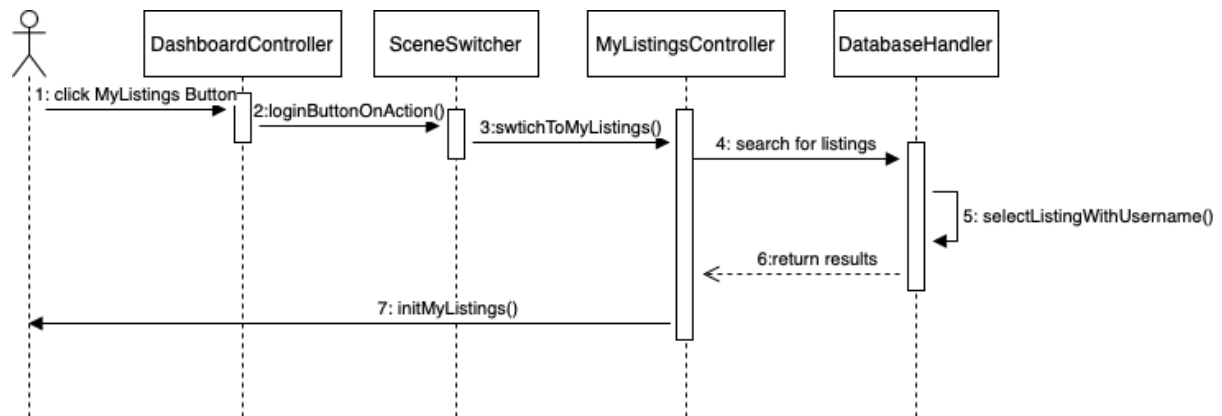 DashboardController
SceneSwitcher
MyListingsController
DatabaseHandler
1: click MyListings Button
2:loginButtonOnAction()
3:swtichToMyListings()
4: search for listings
5: selectListingWithUsername()
6:return results
7: initMyListings()